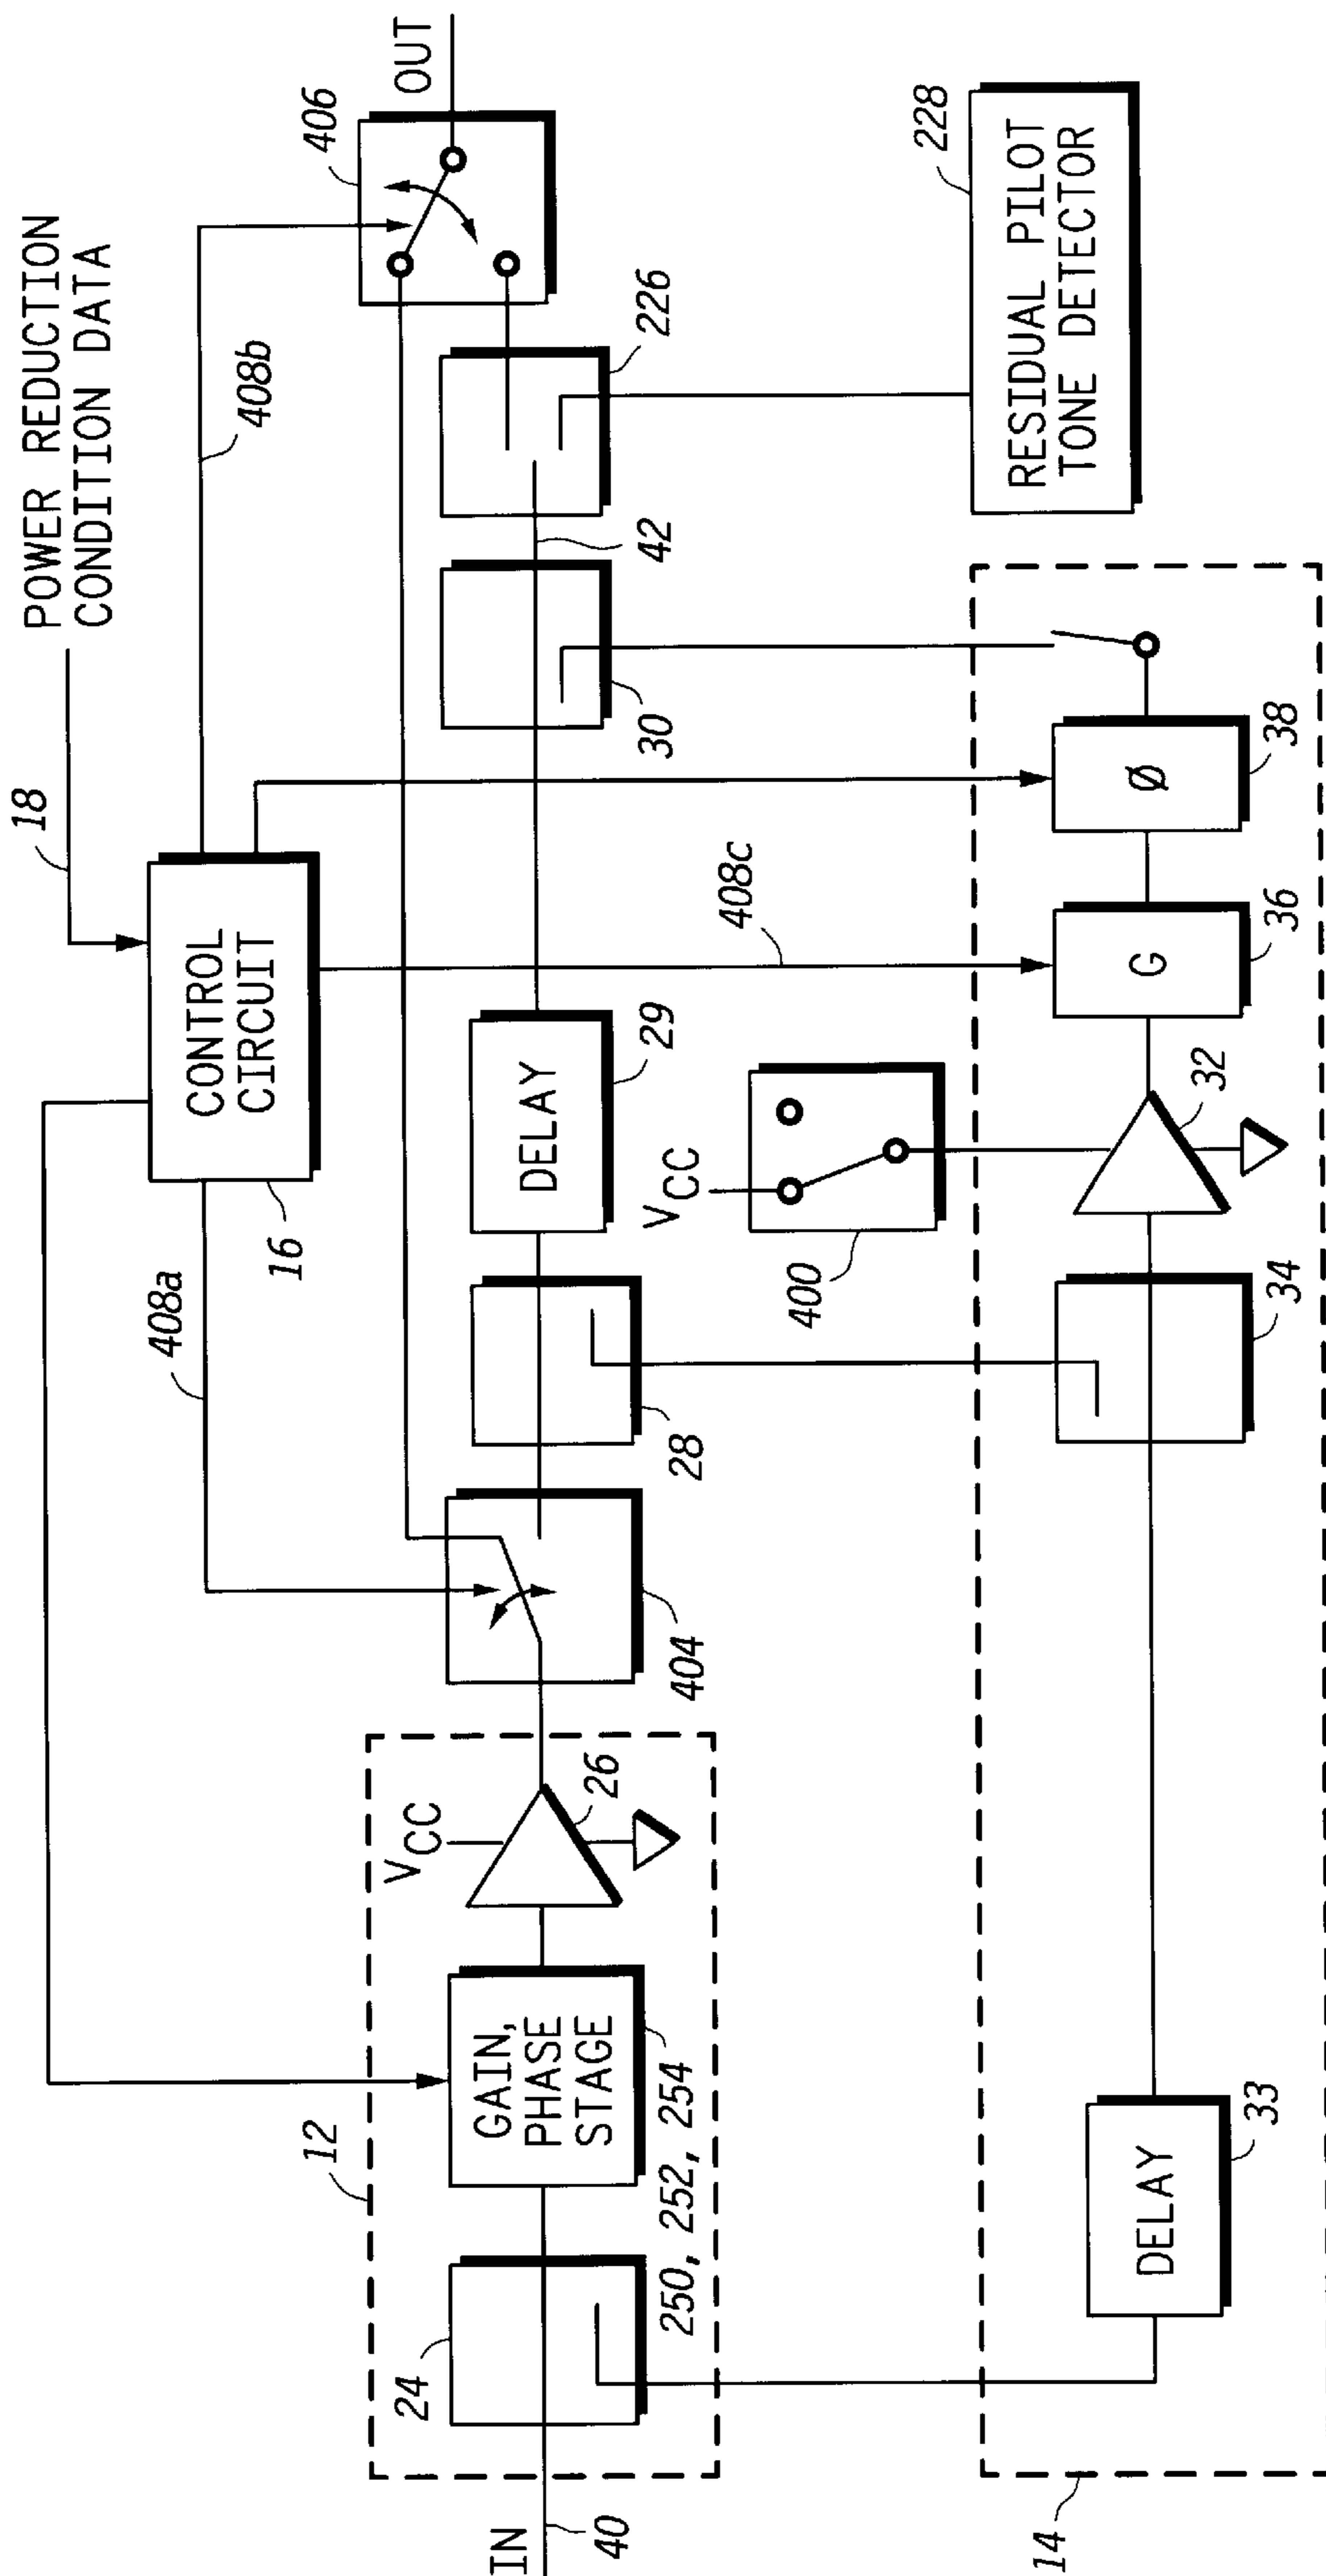 POWER REDUCTION
CONDITION DATA
18
408b
406
OUT
CONTROL
CIRCUIT
16
408a
226
42
30
DELAY
29
28
404
12
VCC
26
GAIN,
PHASE
STAGE
250, 252, 254
24
IN
40
RESIDUAL PILOT
TONE DETECTOR
228
408c
VCC
400
Ø
38
G
36
32
34
DELAY
33
14